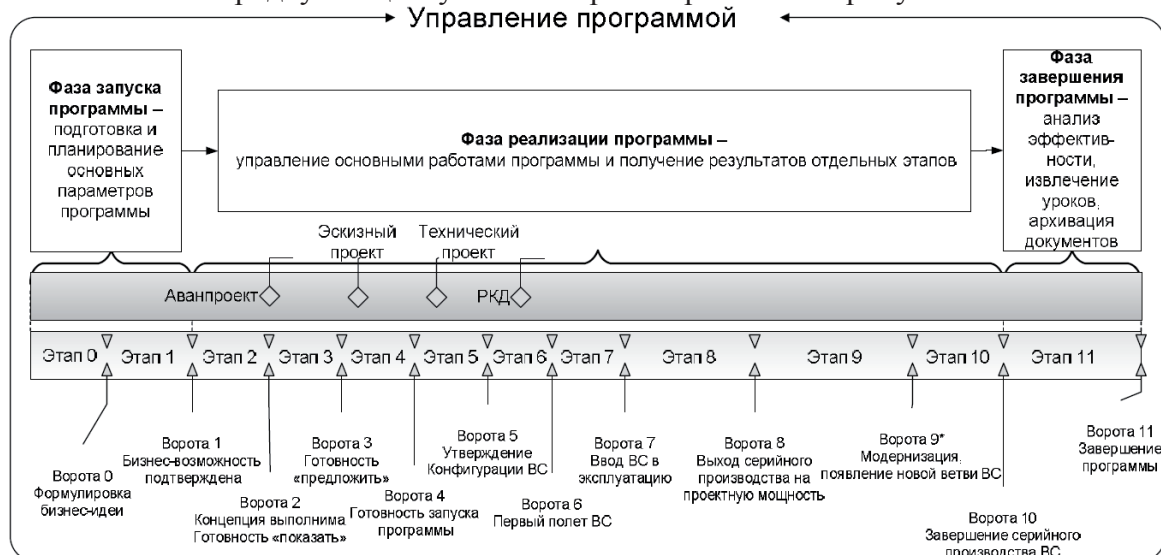 Управление программой
Фаза запуска
программы –
подготовка и
планирование
основных
параметров
программы
Фаза реализации программы –
управление основными работами программы и получение результатов отдельных этапов
Фаза
завершения
программы –
анализ
эффектив-
ности,
извлечение
уроков,
архивация
документов
Эскизный
проект
Технический
проект
Аванпроект
РКД
Этап 0 Этап 1 Этап 2 Этап 3 Этап 4 Этап 5 Этап 6 Этап 7 Этап 8 Этап 9 Этап 10 Этап 11
Ворота 0
Формулировка
бизнес-идеи
Ворота 1
Бизнес-возможность
подтверждена
Ворота 2
Концепция выполнима
Готовность «показать»
Ворота 3
Готовность
«предложить»
Ворота 4
Готовность запуска
программы
Ворота 5
Утверждение
Конфигурации ВС
Ворота 6
Первый полет ВС
Ворота 7
Ввод ВС в
эксплуатацию
Ворота 8
Выход серийного
производства на
проектную мощность
Ворота 9*
Модернизация,
появление новой ветви ВС
Ворота 10
Завершение серийного
производства ВС
Ворота 11
Завершение
программы